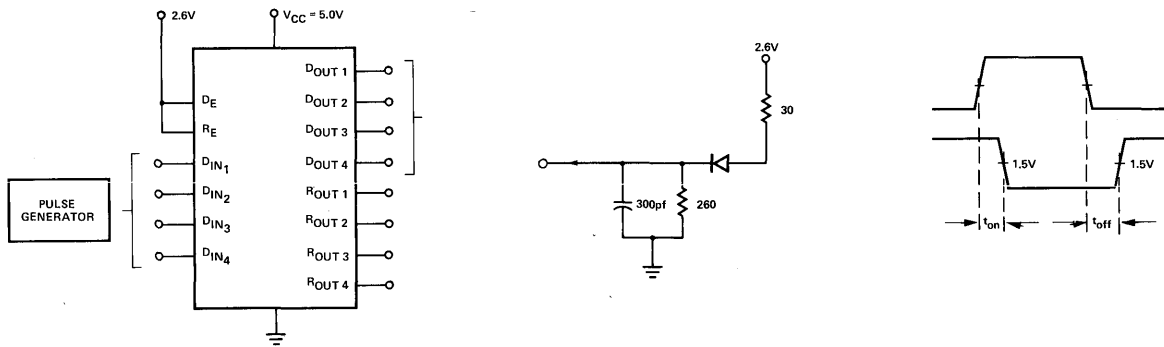 2.6V
VCC = 5.0V
DE
RE
DIN1
DIN2
DIN3
DIN4
DOUT 1
DOUT 2
DOUT 3
DOUT 4
ROUT 1
ROUT 2
ROUT 3
ROUT 4
PULSE
GENERATOR
2.6V
30
300pf
260
1.5V
1.5V
ton
toff